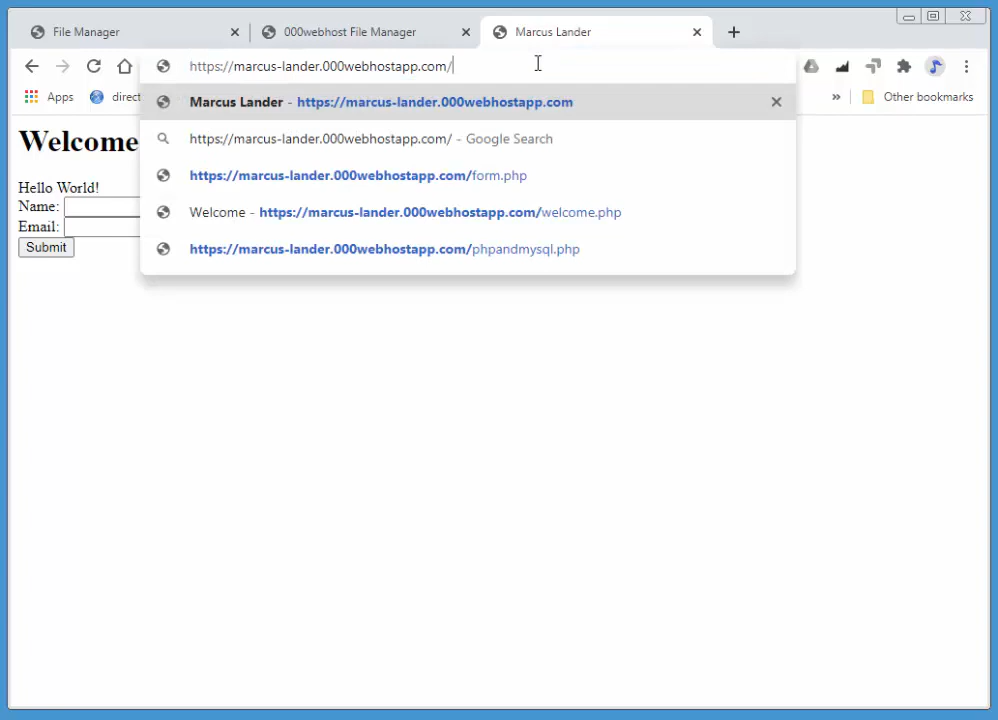 File Manager
000webhost File Manager
Marcus Lander
https://marcus-lander.000webhostapp.com/
Apps
direct
»
Other bookmarks
Marcus Lander - https://marcus-lander.000webhostapp.com
https://marcus-lander.000webhostapp.com/ - Google Search
https://marcus-lander.000webhostapp.com/form.php
Welcome - https://marcus-lander.000webhostapp.com/welcome.php
https://marcus-lander.000webhostapp.com/phpandmysql.php
Welcome
Hello World!
Name:
Email:
Submit